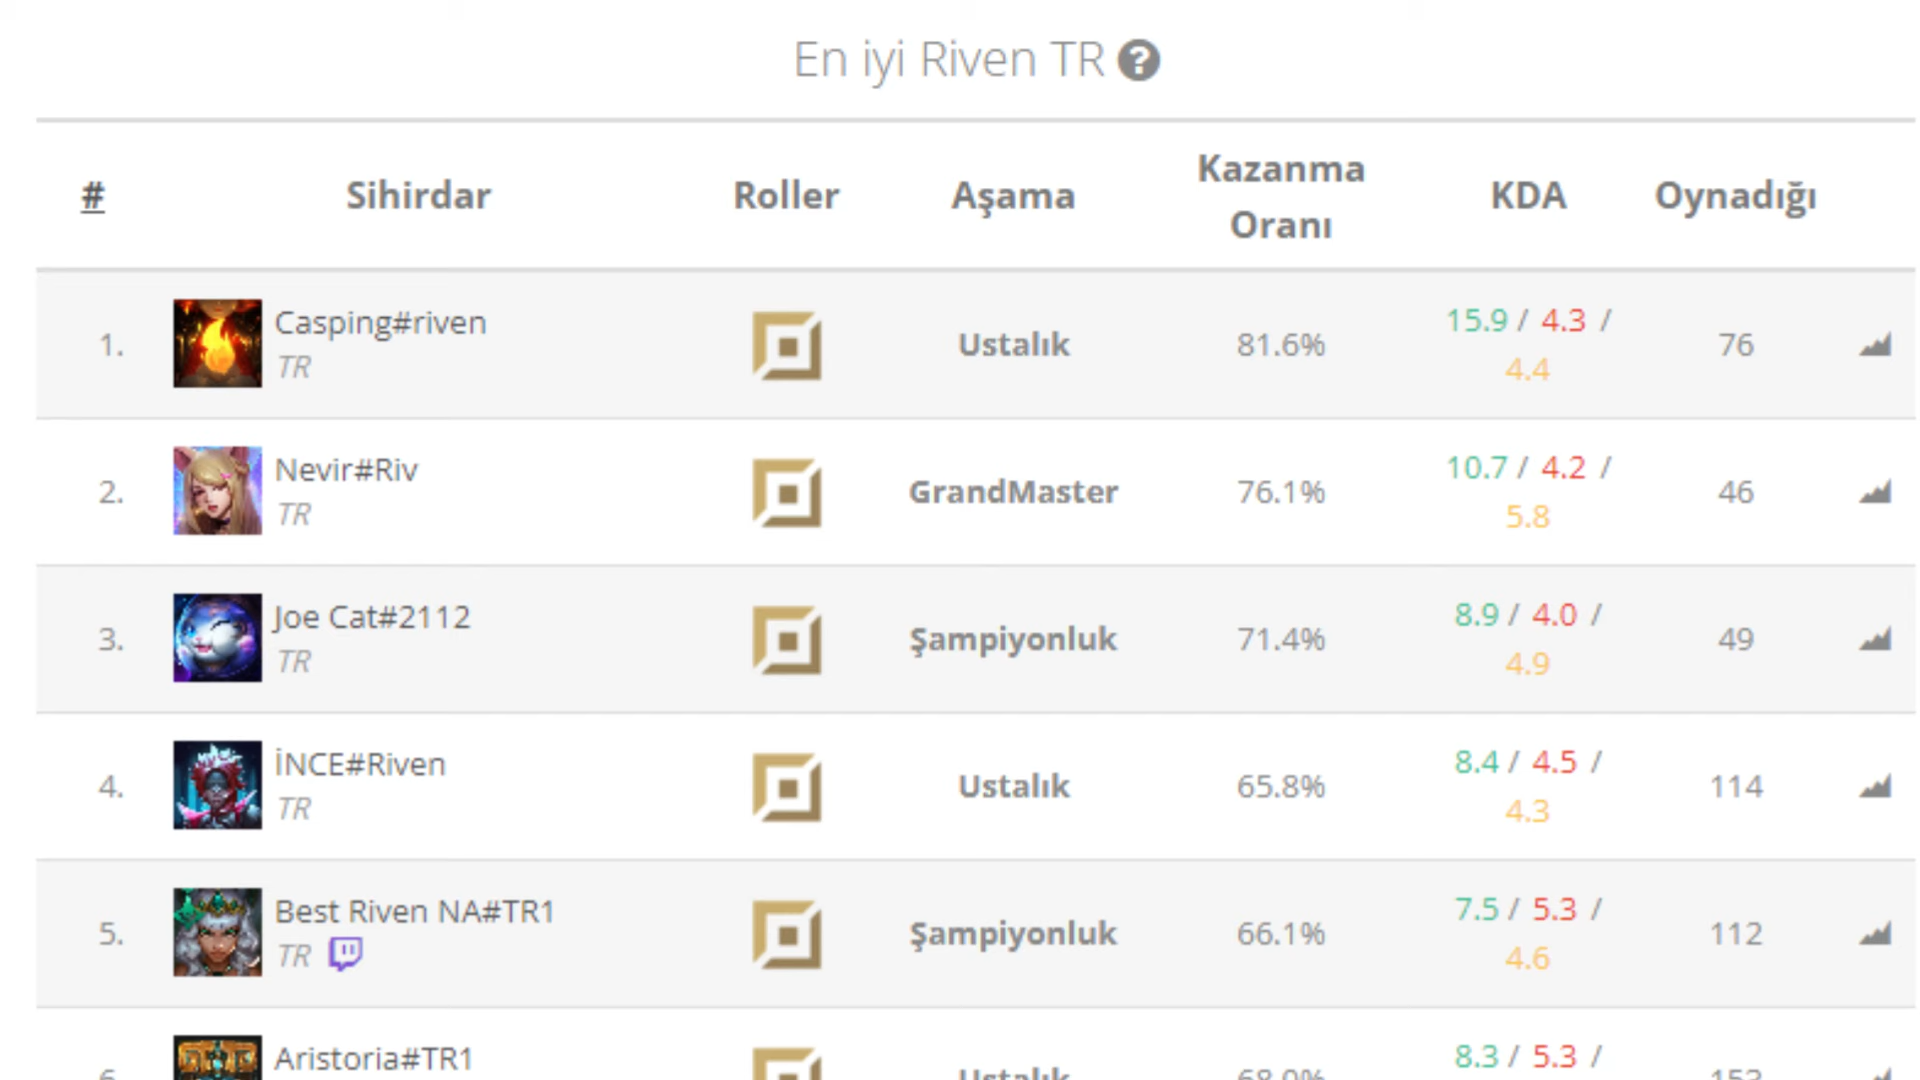 En iyi Riven TR ?
# Sihirdar Roller Aşama Kazanma Oranı KDA Oynadığı
1. Casping#riven TR Ustalık 81.6% 15.9 / 4.3 / 4.4 76
2. Nevir#Riv TR GrandMaster 76.1% 10.7 / 4.2 / 5.8 46
3. Joe Cat#2112 TR Şampiyonluk 71.4% 8.9 / 4.0 / 4.9 49
4. İNCE#Riven TR Ustalık 65.8% 8.4 / 4.5 / 4.3 114
5. Best Riven NA#TR1 TR Şampiyonluk 66.1% 7.5 / 5.3 / 4.6 112
Aristoria#TR1 Ustalık 8.3 / 5.3 /